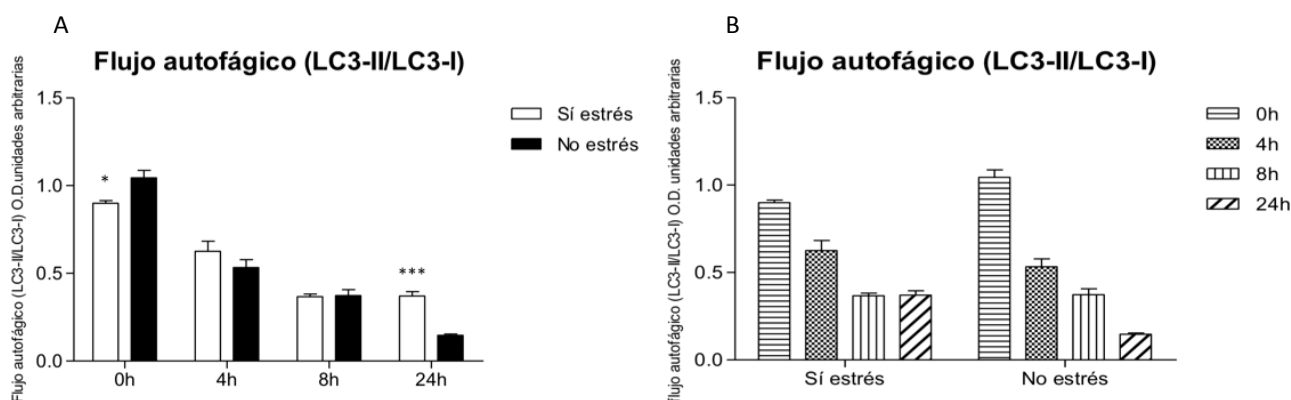 A
Flujo autofágico (LC3-II/LC3-I)
Flujo autofágico (LC3-II/LC3-I) O.D.unidades arbitrarias
1.5
1.0
0.5
0.0
*
***
0h
4h
8h
24h
Sí estrés
No estrés
B
Flujo autofágico (LC3-II/LC3-I)
Flujo autofágico (LC3-II/LC3-I) O.D. unidades arbitrarias
1.5
1.0
0.5
0.0
Sí estrés
No estrés
0h
4h
8h
24h